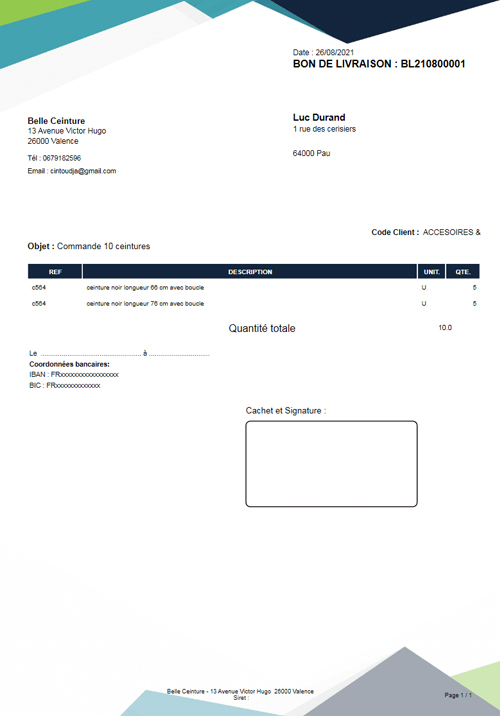 Date : 26/08/2021
BON DE LIVRAISON : BL210800001
Belle Ceinture
13 Avenue Victor Hugo
26000 Valence
Tél : 0679182596
Email : cintoudja@gmail.com
Luc Durand
1 rue des cerisiers
64000 Pau
Code Client : ACCESOIRES &
Objet : Commande 10 ceintures
REF DESCRIPTION UNIT. QTE.
c564 ceinture noir longueur 66 cm avec boucle U 5
c564 ceinture noir longueur 76 cm avec boucle U 5
Quantité totale 10.0
Le .................................................. à ..............................
Coordonnées bancaires:
IBAN : FRxxxxxxxxxxxxxxxxx
BIC : FRxxxxxxxxxxxxx
Cachet et Signature :
Belle Ceinture - 13 Avenue Victor Hugo 26000 Valence
Siret :
Page 1 / 1